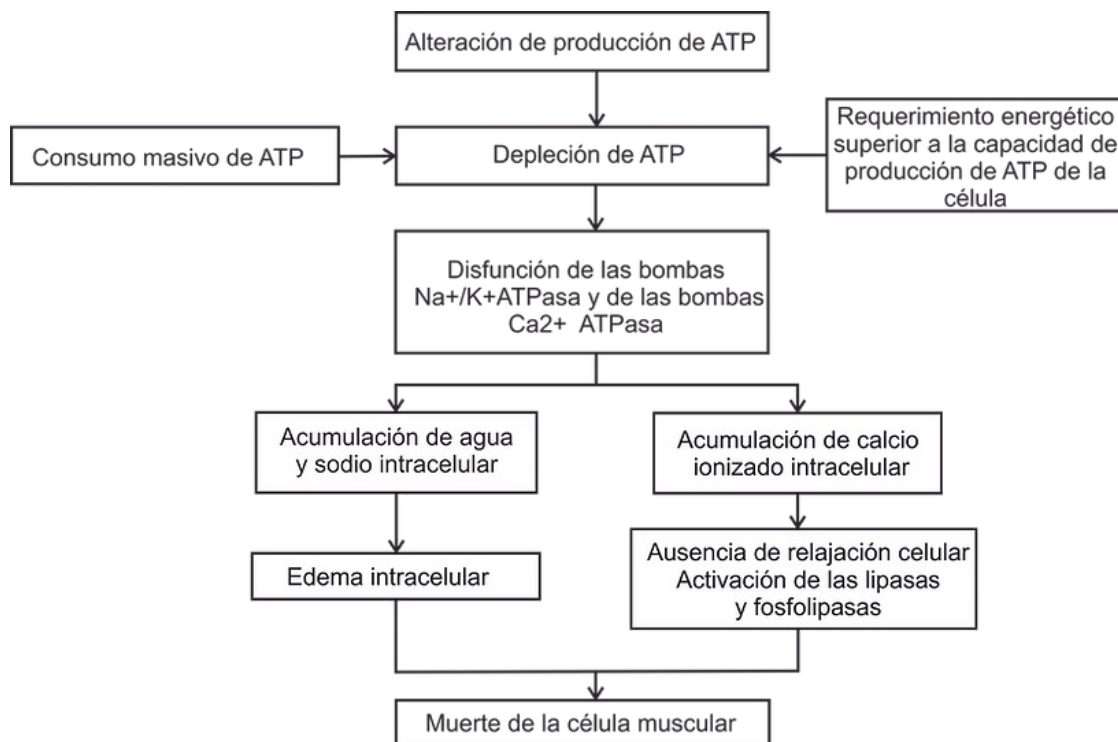 Alteración de producción de ATP
Consumo masivo de ATP
Depleción de ATP
Requerimiento energético
superior a la capacidad de
producción de ATP de la
célula
Disfunción de las bombas
Na+/K+ATPasa y de las bombas
Ca2+ ATPasa
Acumulación de agua
y sodio intracelular
Acumulación de calcio
ionizado intracelular
Edema intracelular
Ausencia de relajación celular
Activación de las lipasas
y fosfolipasas
Muerte de la célula muscular